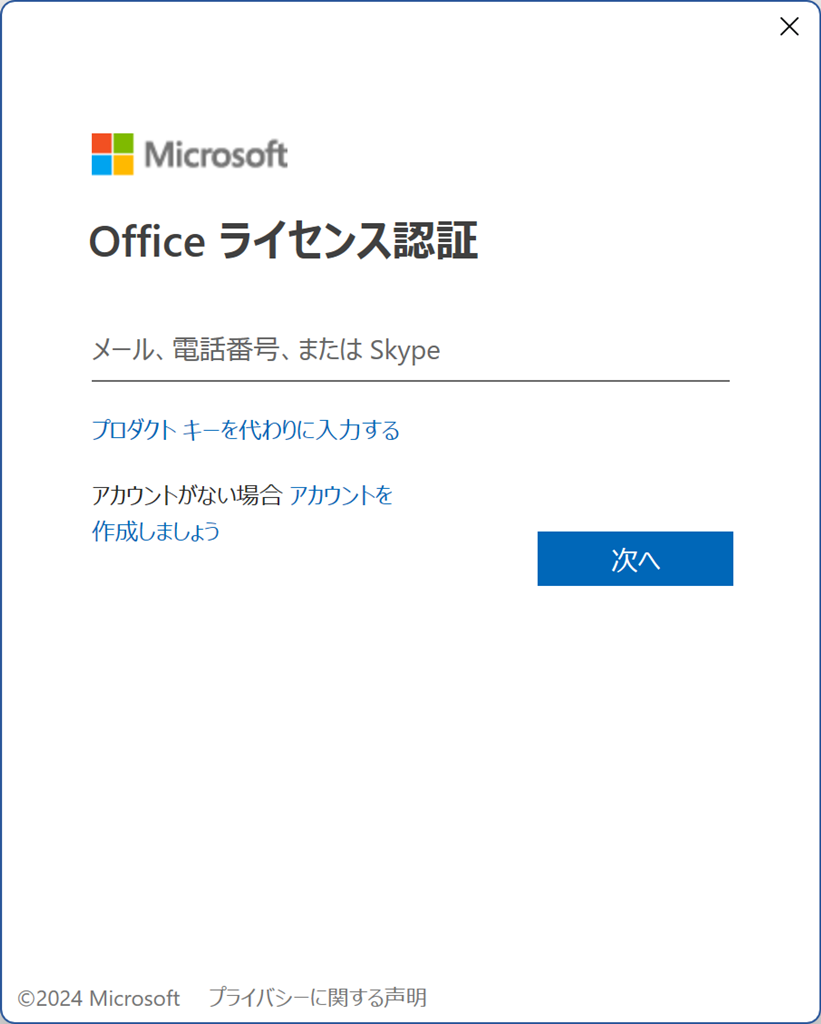 Microsoft
Office ライセンス認証
メール、電話番号、または Skype
プロダクト キーを代わりに入力する
アカウントがない場合 アカウントを
作成しましょう
次へ
©2024 Microsoft プライバシーに関する声明